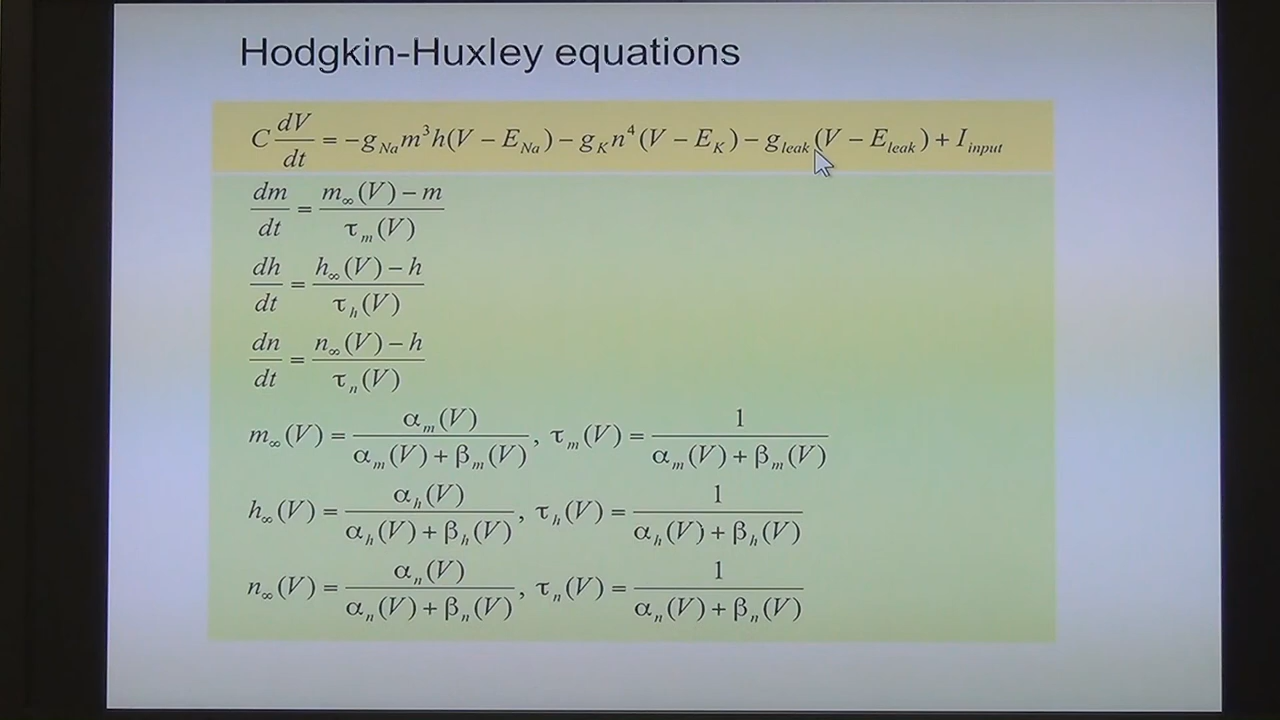 Hodgkin-Huxley equations
C dV/dt = −g_Na m³h(V − E_Na) − g_K n⁴(V − E_K) − g_leak(V − E_leak) + I_input
dm/dt = (m_∞(V) − m)/τ_m(V)
dh/dt = (h_∞(V) − h)/τ_h(V)
dn/dt = (n_∞(V) − h)/τ_n(V)
m_∞(V) = α_m(V)/(α_m(V) + β_m(V)), τ_m(V) = 1/(α_m(V) + β_m(V))
h_∞(V) = α_h(V)/(α_h(V) + β_h(V)), τ_h(V) = 1/(α_h(V) + β_h(V))
n_∞(V) = α_n(V)/(α_n(V) + β_n(V)), τ_n(V) = 1/(α_n(V) + β_n(V))